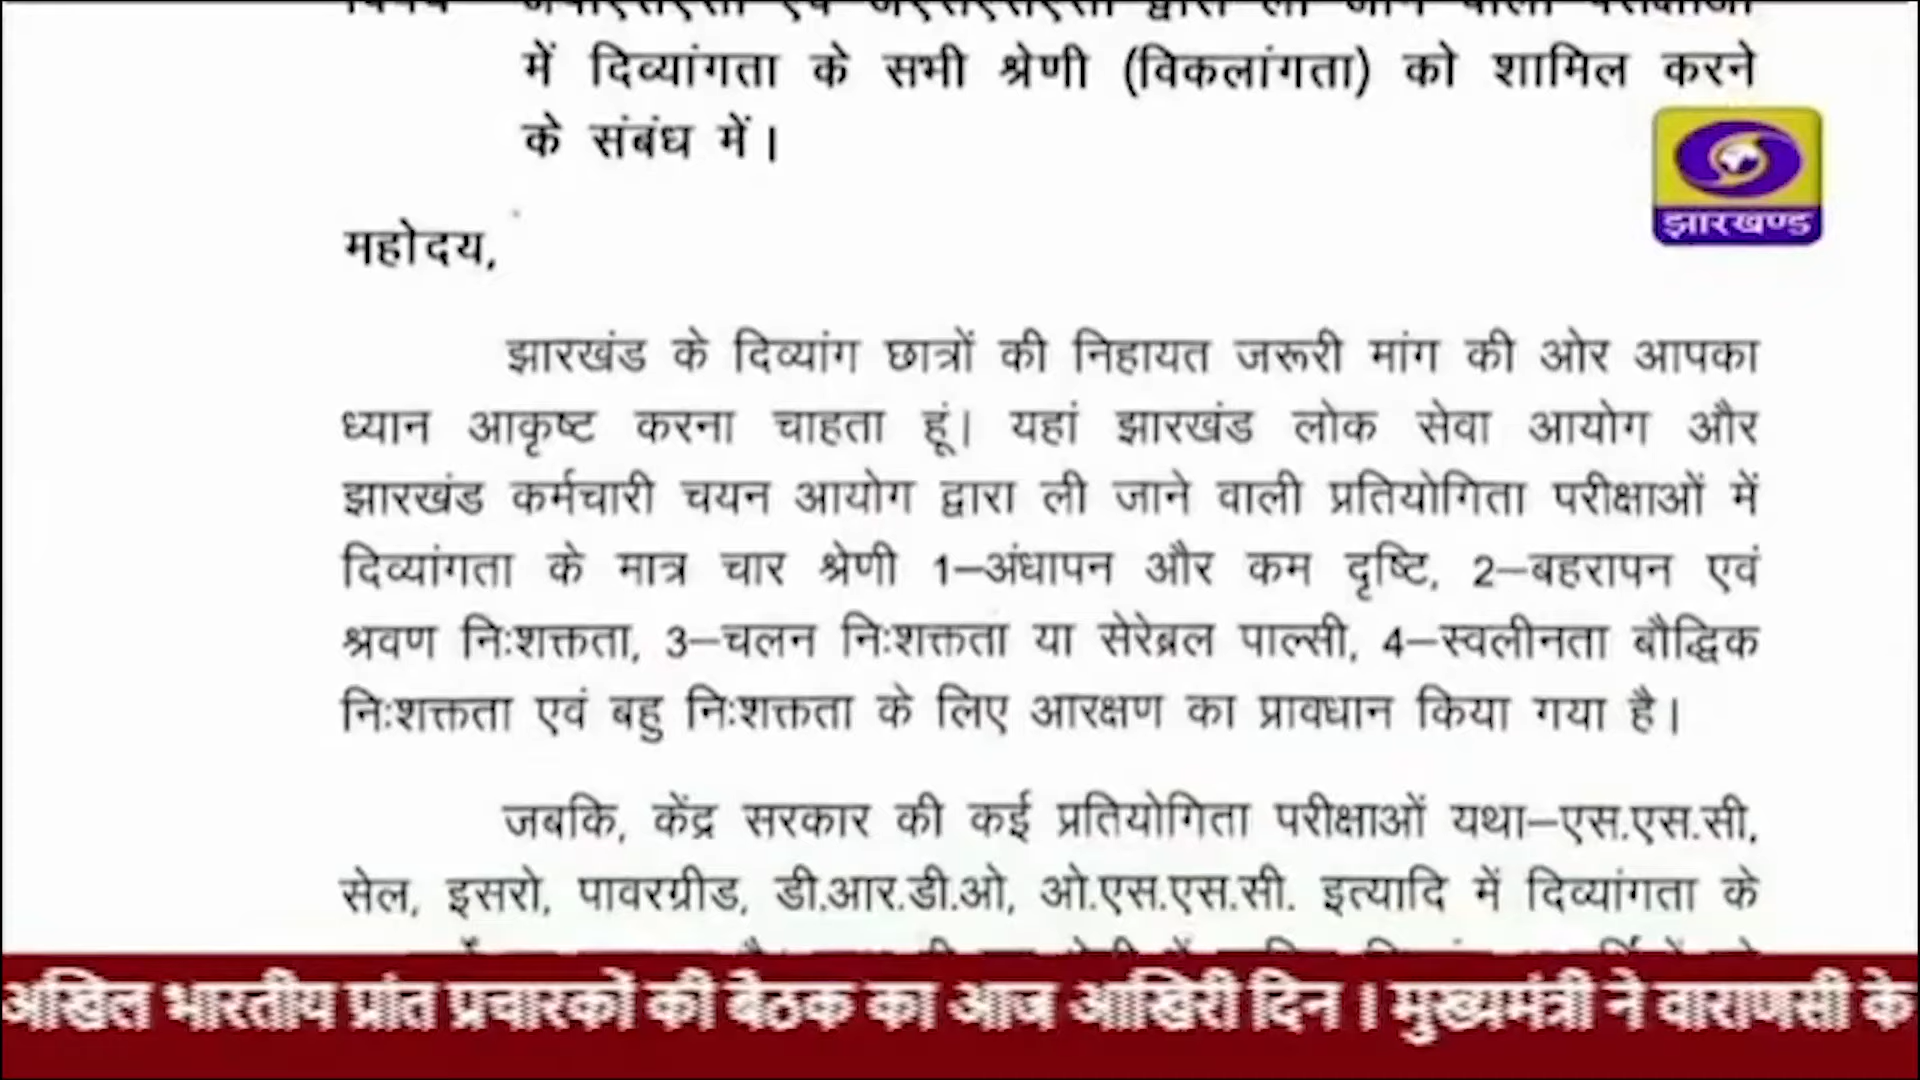 में दिव्यांगता के सभी श्रेणी (विकलांगता) को शामिल करने
के संबंध में।
झारखण्ड
महोदय,
झारखंड के दिव्यांग छात्रों की निहायत जरूरी मांग की ओर आपका
ध्यान आकृष्ट करना चाहता हूं। यहां झारखंड लोक सेवा आयोग और
झारखंड कर्मचारी चयन आयोग द्वारा ली जाने वाली प्रतियोगिता परीक्षाओं में
दिव्यांगता के मात्र चार श्रेणी 1–अंधापन और कम दृष्टि, 2–बहरापन एवं
श्रवण निःशक्तता, 3–चलन निःशक्तता या सेरेब्रल पाल्सी, 4–स्वलीनता बौद्धिक
निःशक्तता एवं बहु निःशक्तता के लिए आरक्षण का प्रावधान किया गया है।
जबकि, केंद्र सरकार की कई प्रतियोगिता परीक्षाओं यथा–एस.एस.सी,
सेल, इसरो, पावरग्रीड, डी.आर.डी.ओ, ओ.एस.एस.सी. इत्यादि में दिव्यांगता के
अखिल भारतीय प्रांत प्रचारकों की बैठक का आज आखिरी दिन । मुख्यमंत्री ने वाराणसी के